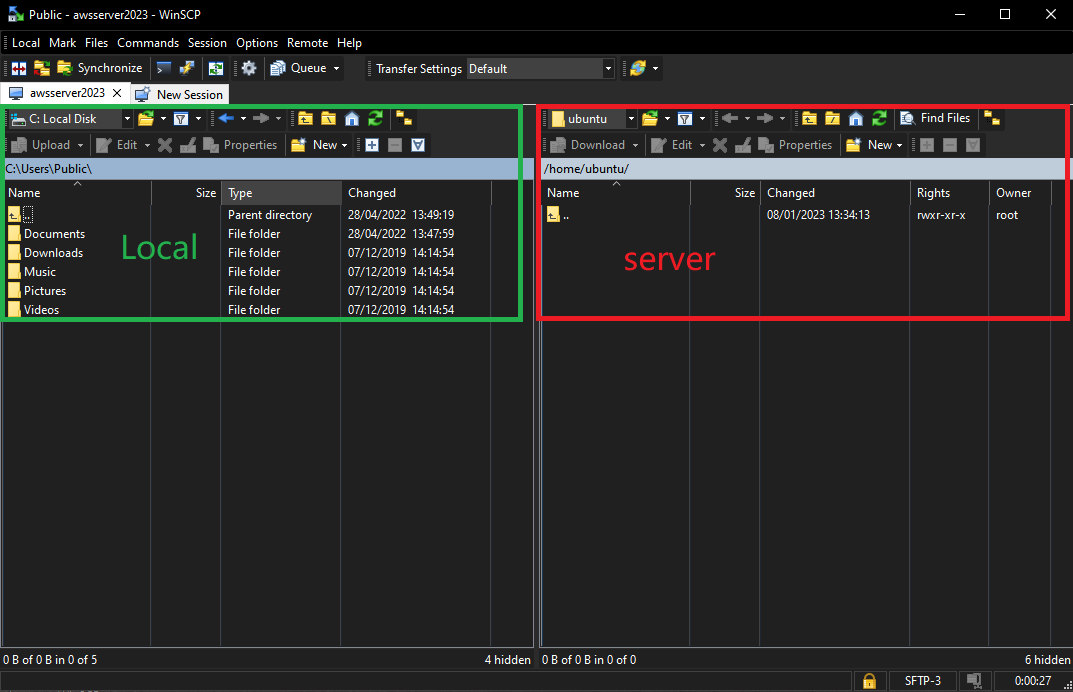 Public - awsserver2023 - WinSCP
Local Mark Files Commands Session Options Remote Help
Synchronize Queue Transfer Settings Default
awsserver2023 New Session
C: Local Disk
Upload Edit Properties New
C:\Users\Public\
Name Size Type Changed
.. Parent directory 28/04/2022 13:49:19
Documents File folder 28/04/2022 13:47:59
Downloads File folder 07/12/2019 14:14:54
Music File folder 07/12/2019 14:14:54
Pictures File folder 07/12/2019 14:14:54
Videos File folder 07/12/2019 14:14:54
Local
0 B of 0 B in 0 of 5 4 hidden
ubuntu Find Files
Download Edit Properties New
/home/ubuntu/
Name Size Changed Rights Owner
.. 08/01/2023 13:34:13 rwxr-xr-x root
server
0 B of 0 B in 0 of 0 6 hidden
SFTP-3 0:00:27